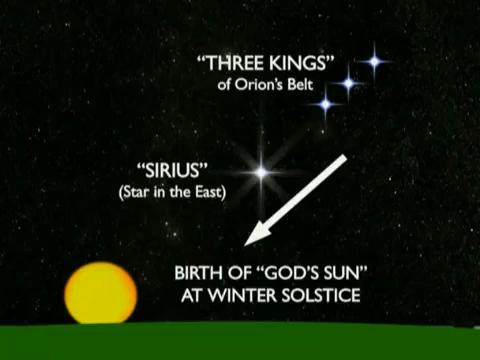 “THREE KINGS”
of Orion’s Belt
“SIRIUS”
(Star in the East)
BIRTH OF “GOD’S SUN”
AT WINTER SOLSTICE